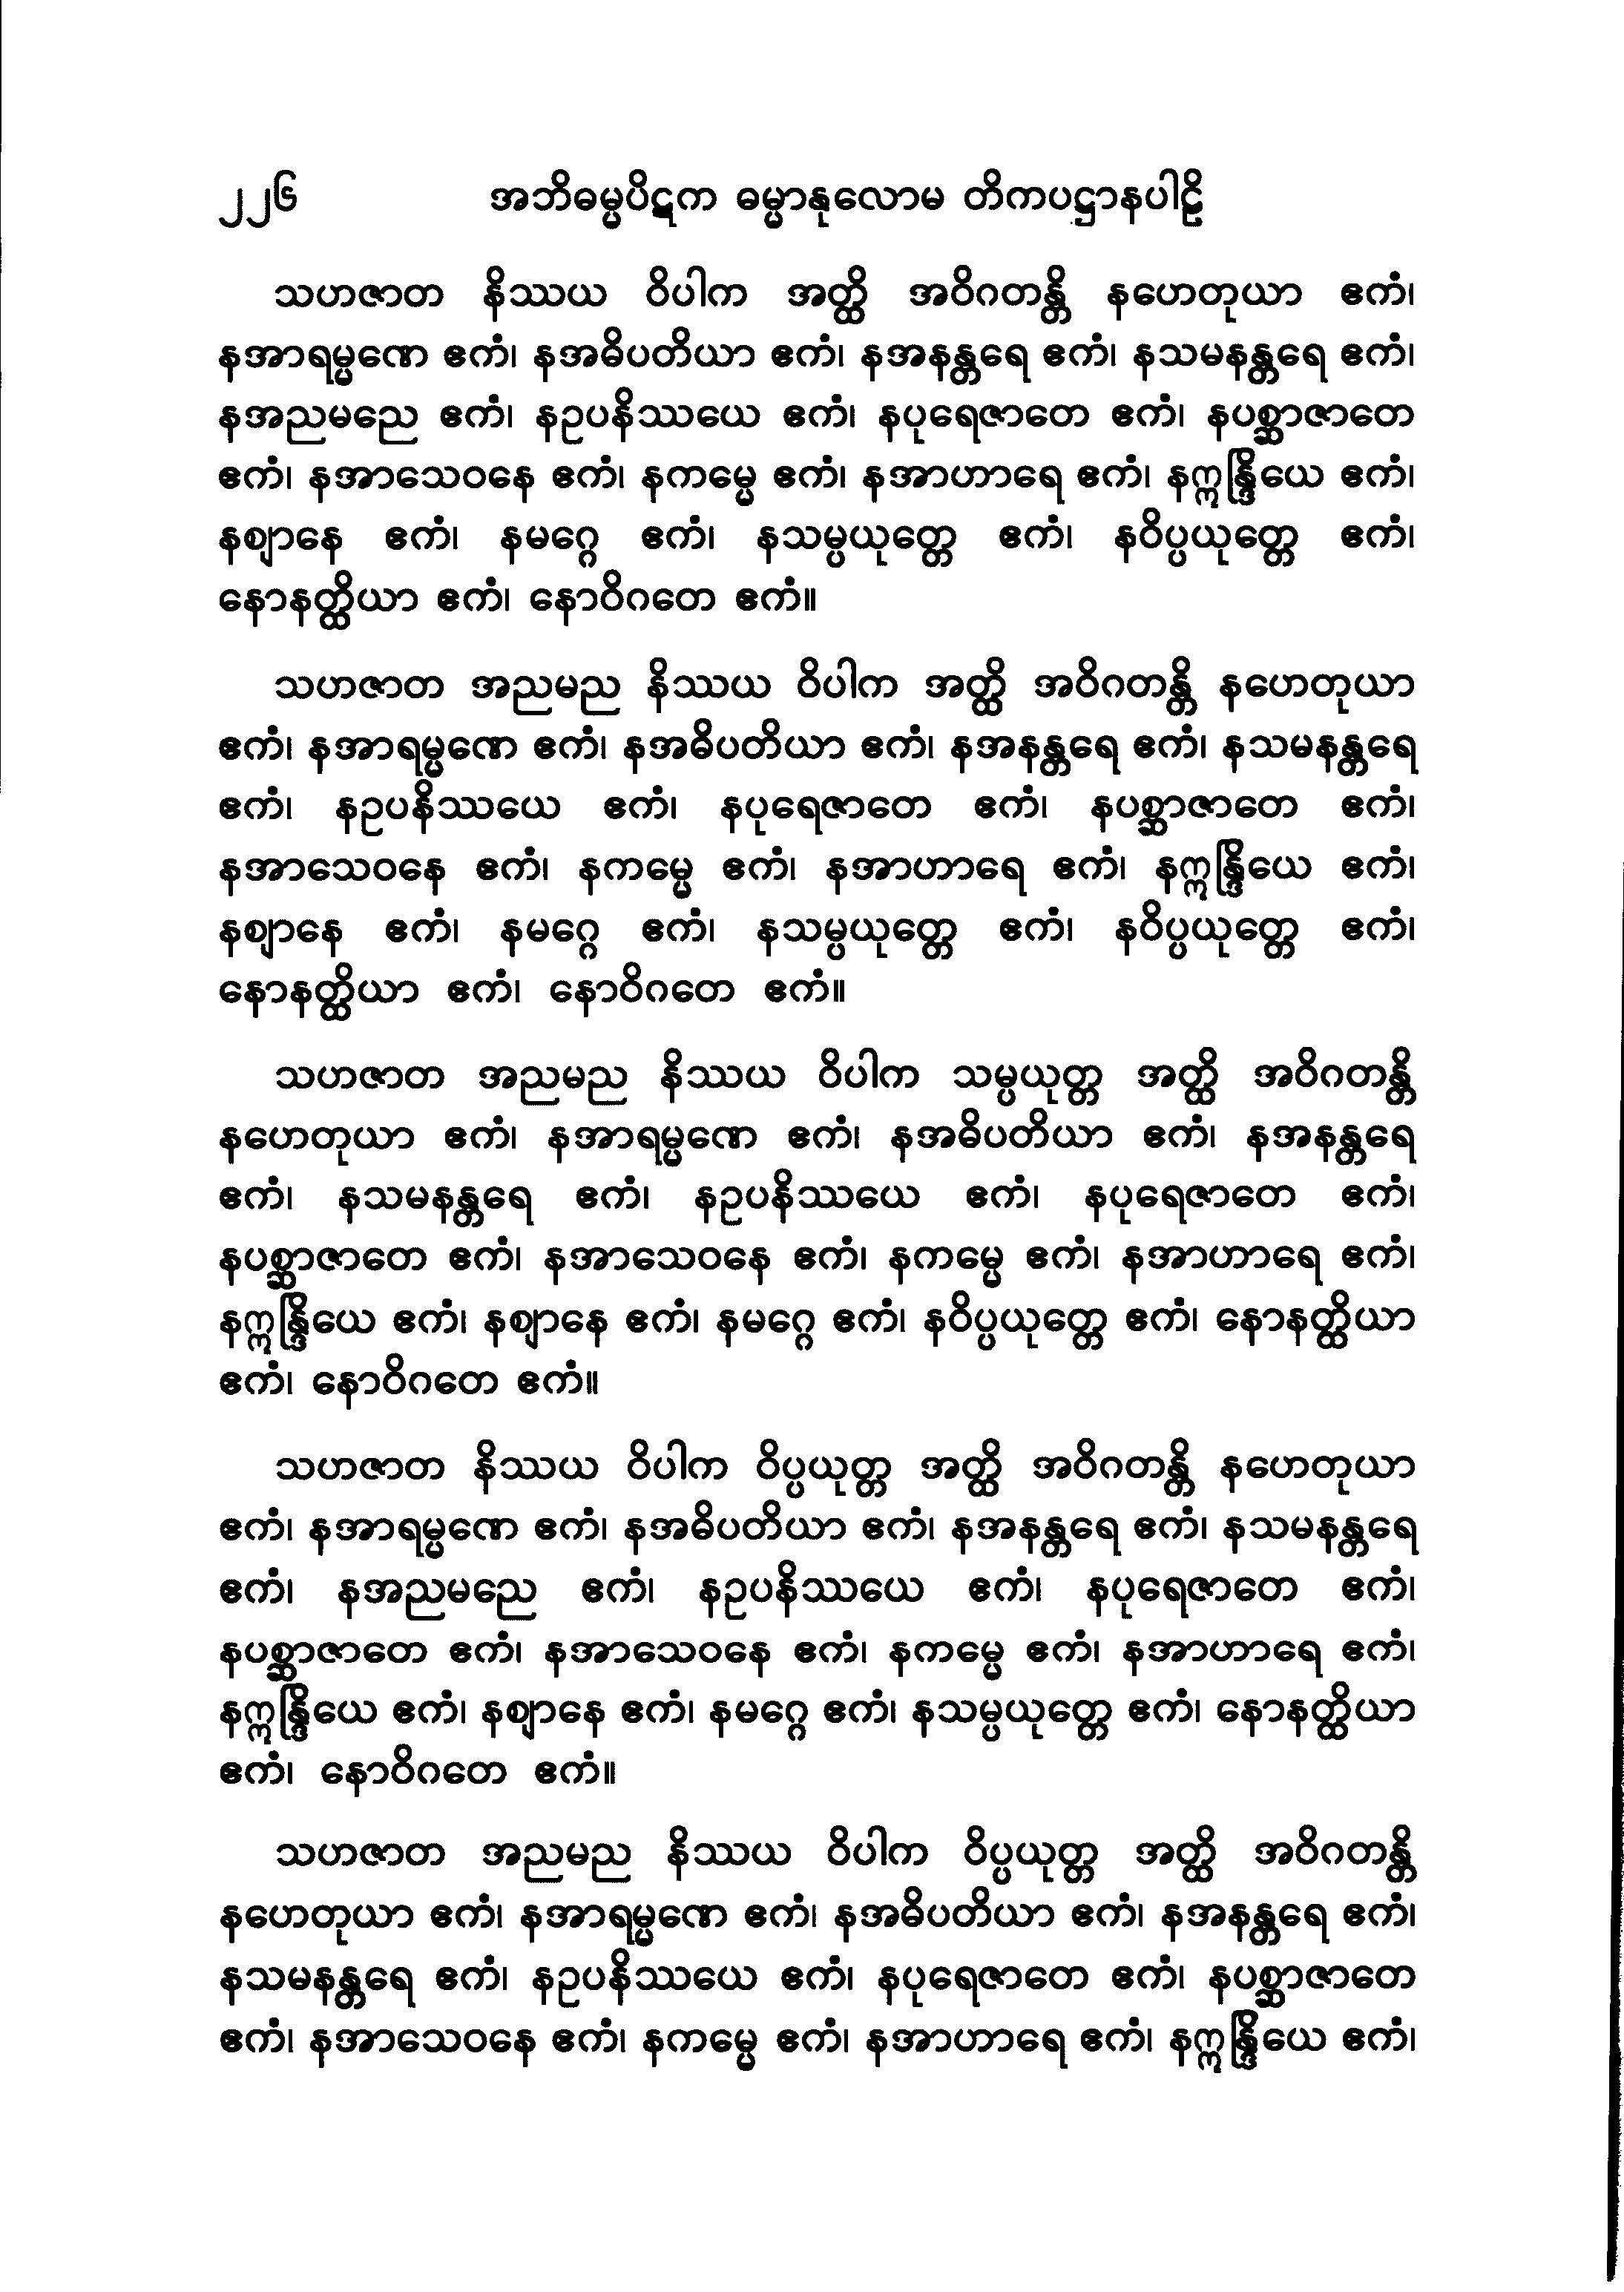 ၂၂၆ အဘိဓမ္မပိဋက ဓမ္မာနုလောမ တိကပဋ္ဌာနပါဠိ
သဟဇာတ နိဿယ ဝိပါက အတ္ထိ အဝိဂတန္တိ နဟေတုယာ ဧကံ၊
နအာရမ္မဏေ ဧကံ၊ နအဓိပတိယာ ဧကံ၊ နအနန္တရေ ဧကံ၊ နသမနန္တရေ ဧကံ၊
နအညမညေ ဧကံ၊ နဥပနိဿယေ ဧကံ၊ နပုရေဇာတေ ဧကံ၊ နပစ္ဆာဇာတေ
ဧကံ၊ နအာသေဝနေ ဧကံ၊ နကမ္မေ ဧကံ၊ နအာဟာရေ ဧကံ၊ နဣန္ဒြိယေ ဧကံ၊
နဈာနေ ဧကံ၊ နမဂ္ဂေ ဧကံ၊ နသမ္ပယုတ္တေ ဧကံ၊ နဝိပ္ပယုတ္တေ ဧကံ၊
နောနတ္ထိယာ ဧကံ၊ နောဝိဂတေ ဧကံ။
သဟဇာတ အညမည နိဿယ ဝိပါက အတ္ထိ အဝိဂတန္တိ နဟေတုယာ
ဧကံ၊ နအာရမ္မဏေ ဧကံ၊ နအဓိပတိယာ ဧကံ၊ နအနန္တရေ ဧကံ၊ နသမနန္တရေ
ဧကံ၊ နဥပနိဿယေ ဧကံ၊ နပုရေဇာတေ ဧကံ၊ နပစ္ဆာဇာတေ ဧကံ၊
နအာသေဝနေ ဧကံ၊ နကမ္မေ ဧကံ၊ နအာဟာရေ ဧကံ၊ နဣန္ဒြိယေ ဧကံ၊
နဈာနေ ဧကံ၊ နမဂ္ဂေ ဧကံ၊ နသမ္ပယုတ္တေ ဧကံ၊ နဝိပ္ပယုတ္တေ ဧကံ၊
နောနတ္ထိယာ ဧကံ၊ နောဝိဂတေ ဧကံ။
သဟဇာတ အညမည နိဿယ ဝိပါက သမ္ပယုတ္တ အတ္ထိ အဝိဂတန္တိ
နဟေတုယာ ဧကံ၊ နအာရမ္မဏေ ဧကံ၊ နအဓိပတိယာ ဧကံ၊ နအနန္တရေ
ဧကံ၊ နသမနန္တရေ ဧကံ၊ နဥပနိဿယေ ဧကံ၊ နပုရေဇာတေ ဧကံ၊
နပစ္ဆာဇာတေ ဧကံ၊ နအာသေဝနေ ဧကံ၊ နကမ္မေ ဧကံ၊ နအာဟာရေ ဧကံ၊
နဣန္ဒြိယေ ဧကံ၊ နဈာနေ ဧကံ၊ နမဂ္ဂေ ဧကံ၊ နဝိပ္ပယုတ္တေ ဧကံ၊ နောနတ္ထိယာ
ဧကံ၊ နောဝိဂတေ ဧကံ။
သဟဇာတ နိဿယ ဝိပါက ဝိပ္ပယုတ္တ အတ္ထိ အဝိဂတန္တိ နဟေတုယာ
ဧကံ၊ နအာရမ္မဏေ ဧကံ၊ နအဓိပတိယာ ဧကံ၊ နအနန္တရေ ဧကံ၊ နသမနန္တရေ
ဧကံ၊ နအညမညေ ဧကံ၊ နဥပနိဿယေ ဧကံ၊ နပုရေဇာတေ ဧကံ၊
နပစ္ဆာဇာတေ ဧကံ၊ နအာသေဝနေ ဧကံ၊ နကမ္မေ ဧကံ၊ နအာဟာရေ ဧကံ၊
နဣန္ဒြိယေ ဧကံ၊ နဈာနေ ဧကံ၊ နမဂ္ဂေ ဧကံ၊ နသမ္ပယုတ္တေ ဧကံ၊ နောနတ္ထိယာ
ဧကံ၊ နောဝိဂတေ ဧကံ။
သဟဇာတ အညမည နိဿယ ဝိပါက ဝိပ္ပယုတ္တ အတ္ထိ အဝိဂတန္တိ
နဟေတုယာ ဧကံ၊ နအာရမ္မဏေ ဧကံ၊ နအဓိပတိယာ ဧကံ၊ နအနန္တရေ ဧကံ၊
နသမနန္တရေ ဧကံ၊ နဥပနိဿယေ ဧကံ၊ နပုရေဇာတေ ဧကံ၊ နပစ္ဆာဇာတေ
ဧကံ၊ နအာသေဝနေ ဧကံ၊ နကမ္မေ ဧကံ၊ နအာဟာရေ ဧကံ၊ နဣန္ဒြိယေ ဧကံ၊